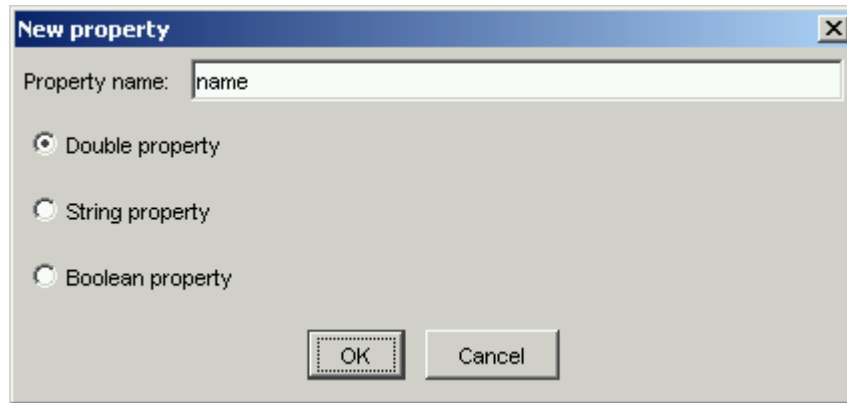 New property
Property name: name
Double property
String property
Boolean property
OK Cancel